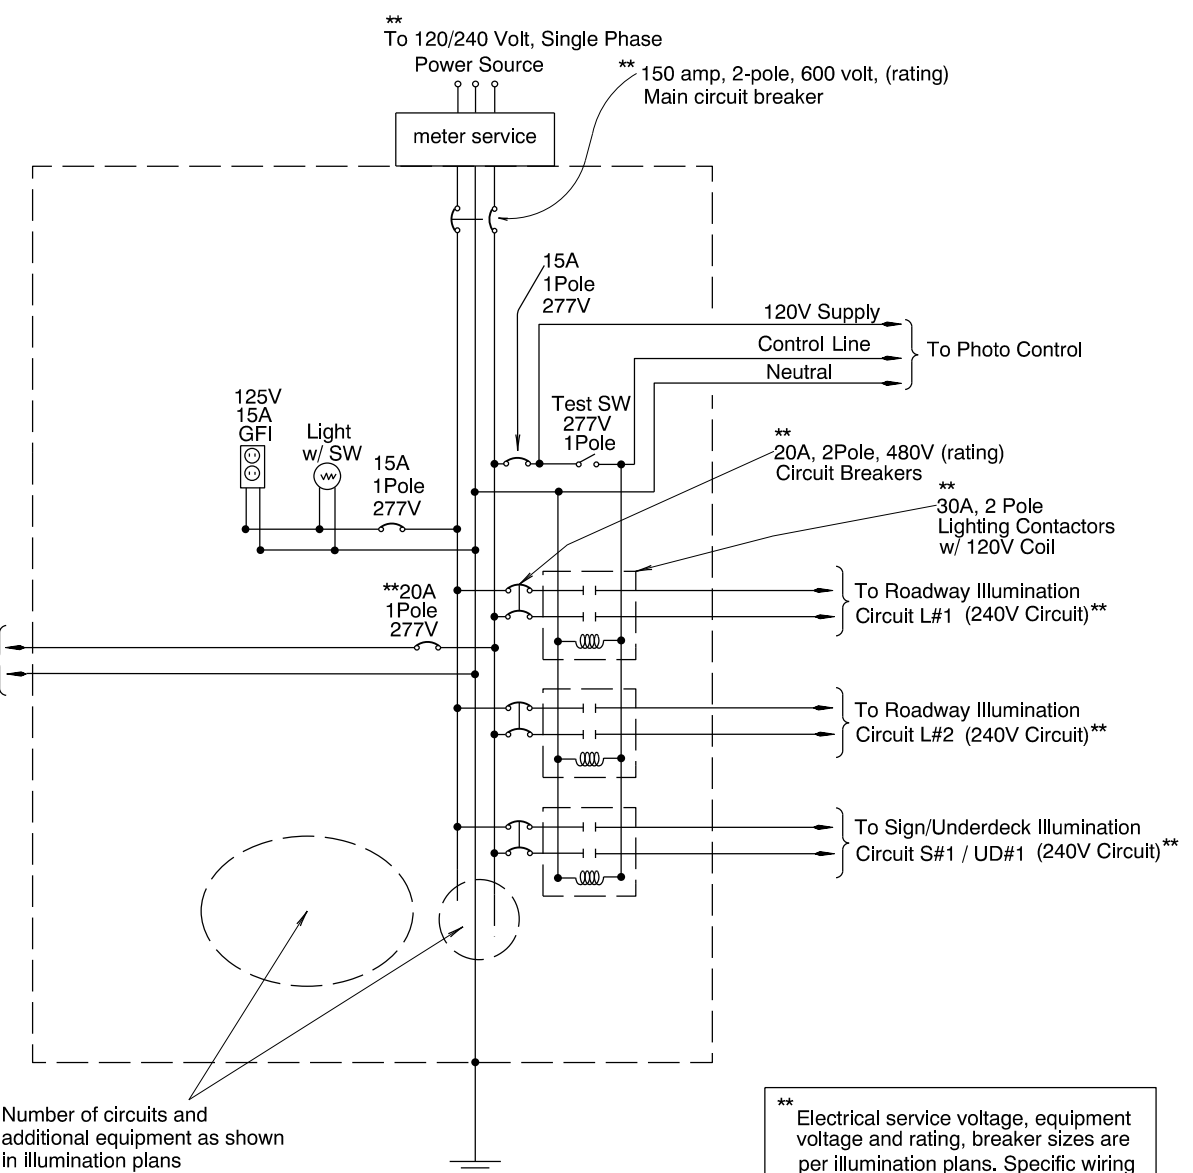 **
To 120/240 Volt, Single Phase
Power Source
** 150 amp, 2-pole, 600 volt, (rating)
Main circuit breaker
meter service
15A
1Pole
277V
120V Supply
Control Line
Neutral
To Photo Control
125V
15A
GFI
Light
w/ SW
15A
1Pole
277V
Test SW
277V
1Pole
**
20A, 2Pole, 480V (rating)
Circuit Breakers
**
30A, 2 Pole
Lighting Contactors
w/ 120V Coil
**20A
1Pole
277V
To Roadway Illumination
Circuit L#1 (240V Circuit)**
To Roadway Illumination
Circuit L#2 (240V Circuit)**
To Sign/Underdeck Illumination
Circuit S#1 / UD#1 (240V Circuit)**
Number of circuits and
additional equipment as shown
in illumination plans
**
Electrical service voltage, equipment
voltage and rating, breaker sizes are
per illumination plans. Specific wiring